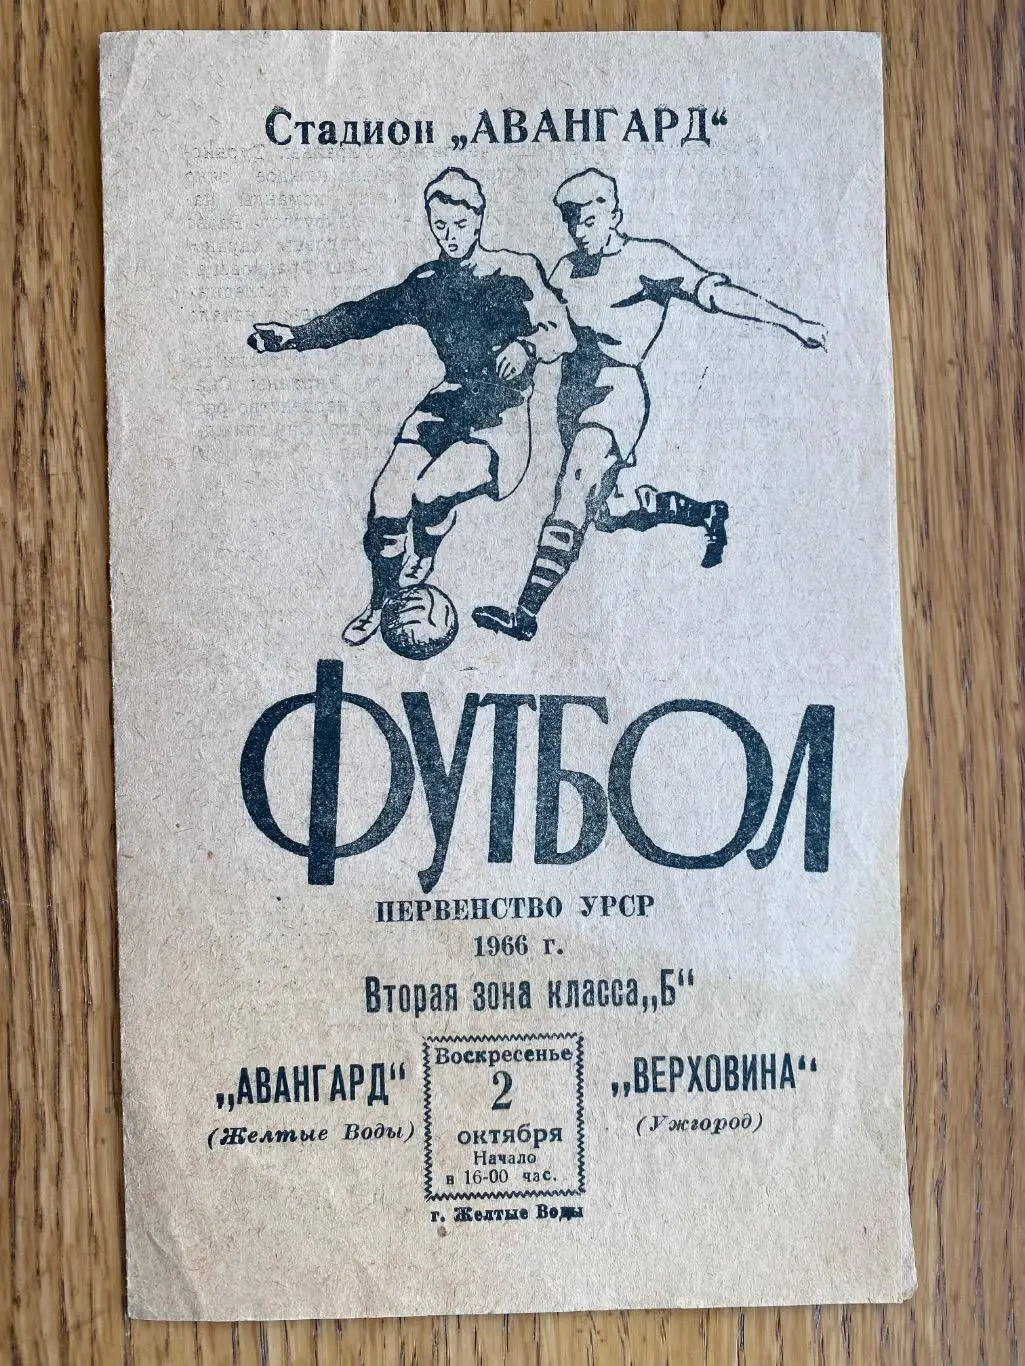 Стадион „АВАНГАРД“
ФУТБОЛ
ПЕРВЕНСТВО УРСР
1966 г.
Вторая зона класса „Б“
„АВАНГАРД“
(Желтые Воды)
Воскресенье
2
октября
Начало
в 16-00 час.
„ВЕРХОВИНА“
(Ужгород)
г. Желтые Воды